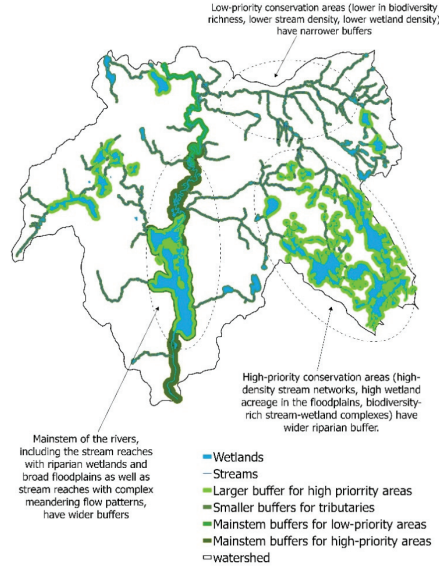 Low-priority conservation areas (lower in biodiversity
richness, lower stream density, lower wetland density)
have narrower buffers
High-priority conservation areas (high-
density stream networks, high wetland
acreage in the floodplains, biodiversity-
rich stream-wetland complexes) have
wider riparian buffer.
Mainstem of the rivers,
including the stream reaches
with riparian wetlands and
broad floodplains as well as
stream reaches with complex
meandering flow patterns,
have wider buffers
Wetlands
Streams
Larger buffer for high priorrity areas
Smaller buffers for tributaries
Mainstem buffers for low-priority areas
Mainstem buffers for high-priority areas
watershed